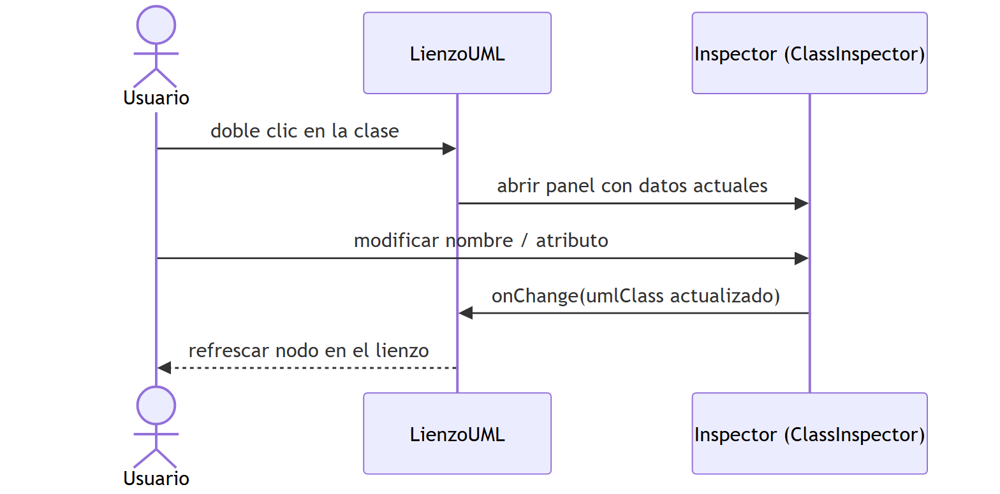 Usuario
LienzoUML
Inspector (ClassInspector)
doble clic en la clase
abrir panel con datos actuales
modificar nombre / atributo
onChange(umlClass actualizado)
refrescar nodo en el lienzo
Usuario
LienzoUML
Inspector (ClassInspector)